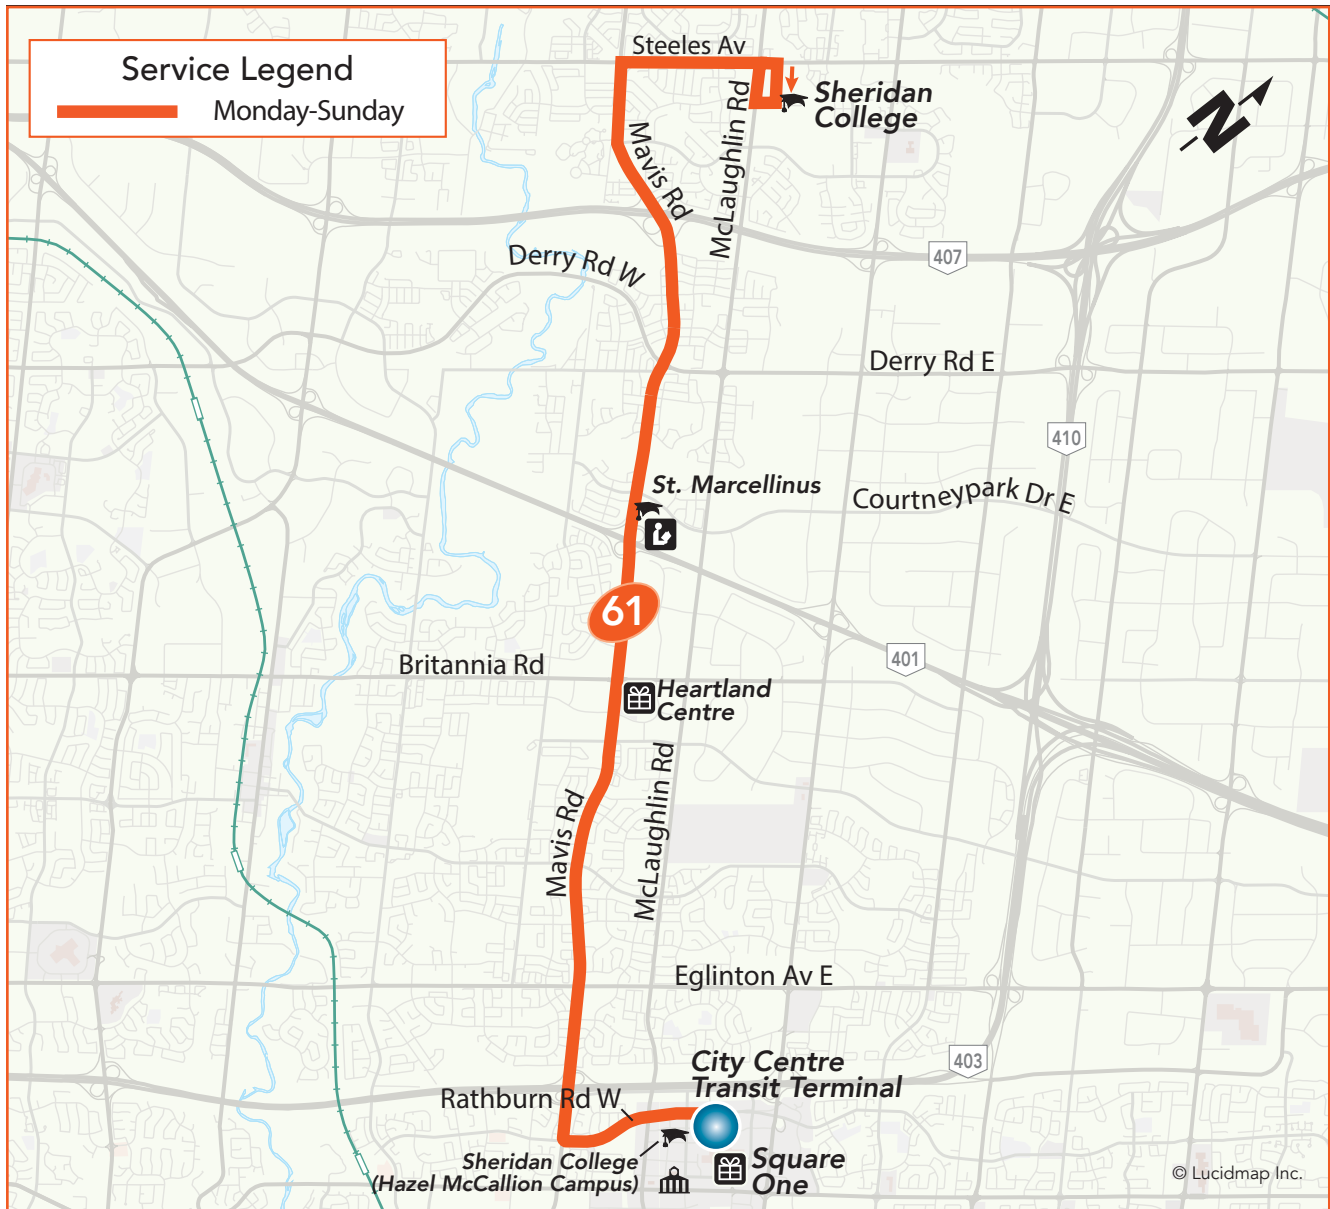 Service Legend
Monday-Sunday
Steeles Av
Sheridan
College
McLaughlin Rd
Mavis Rd
N
Derry Rd W
407
Derry Rd E
410
St. Marcellinus
Courtneypark Dr E
61
401
Britannia Rd
Heartland
Centre
McLaughlin Rd
Mavis Rd
Eglinton Av E
City Centre
Transit Terminal
403
Rathburn Rd W
Sheridan College
(Hazel McCallion Campus)
Square
One
© Lucidmap Inc.